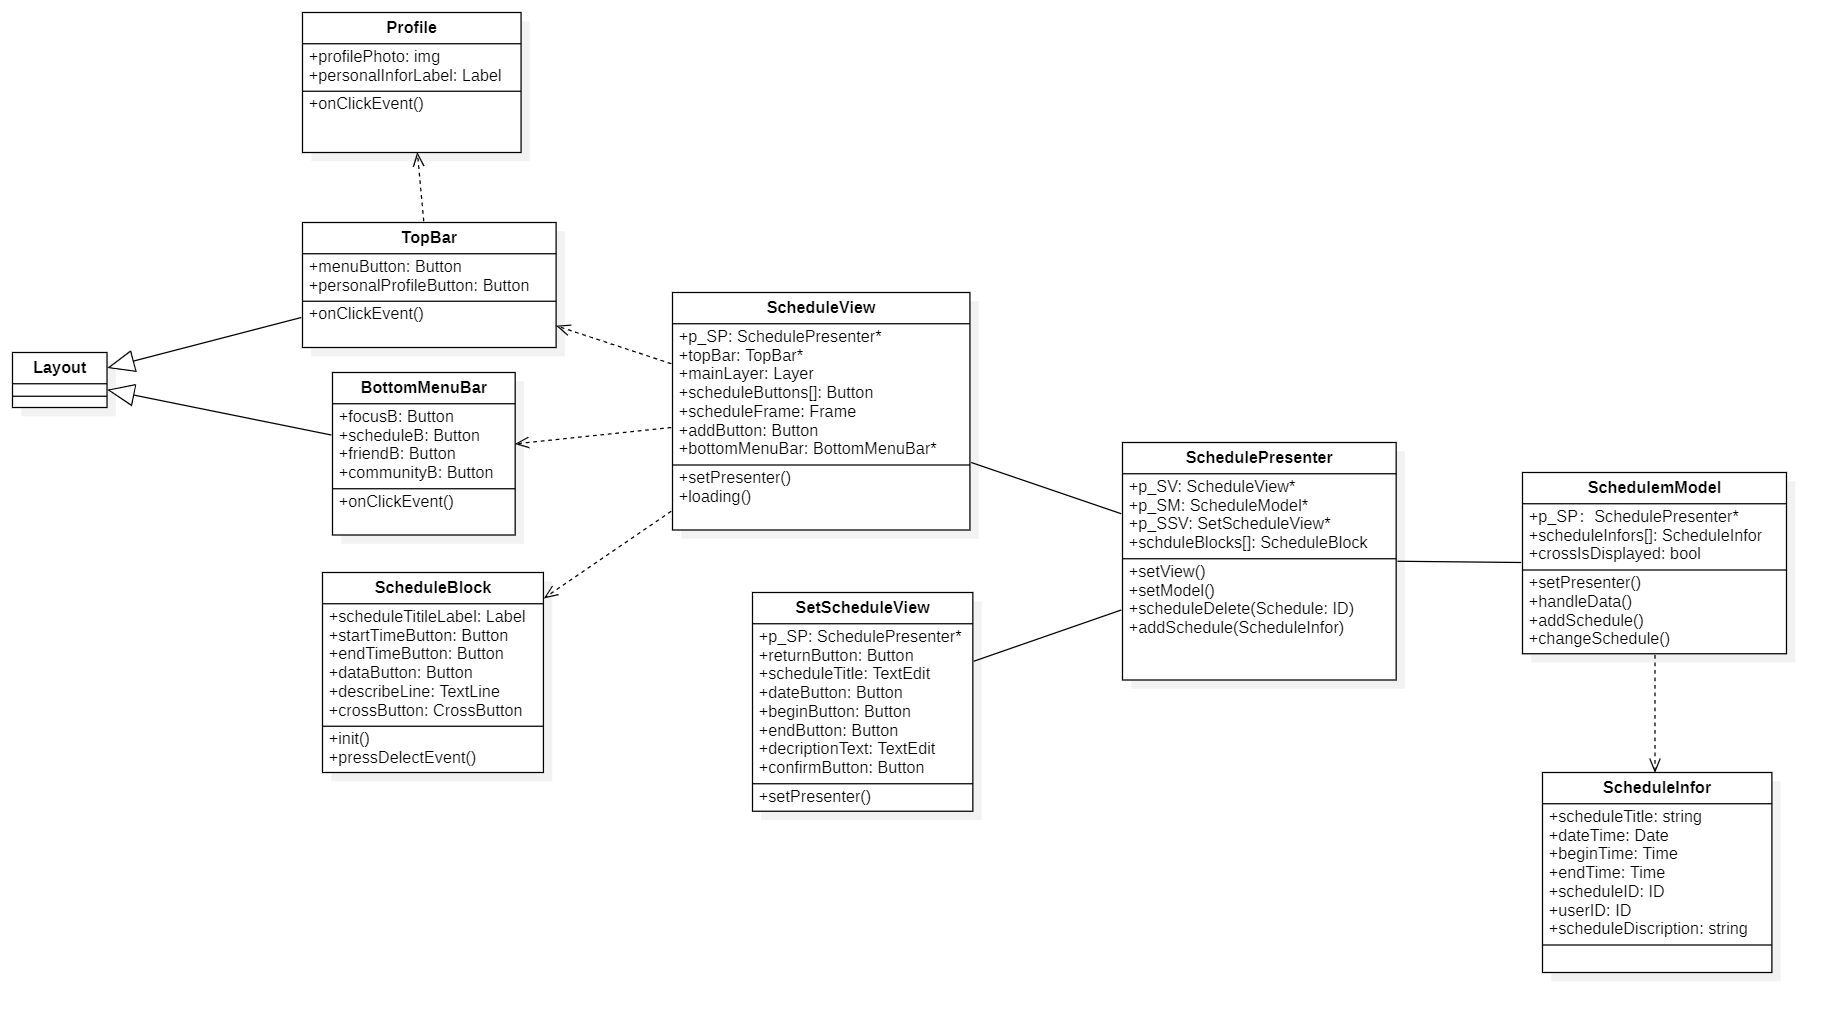 Profile
+profilePhoto: img
+personalInforLabel: Label
+onClickEvent()
TopBar
+menuButton: Button
+personalProfileButton: Button
+onClickEvent()
Layout
BottomMenuBar
+focusB: Button
+scheduleB: Button
+friendB: Button
+communityB: Button
+onClickEvent()
ScheduleBlock
+scheduleTitileLabel: Label
+startTimeButton: Button
+endTimeButton: Button
+dataButton: Button
+describeLine: TextLine
+crossButton: CrossButton
+init()
+pressDelectEvent()
ScheduleView
+p_SP: SchedulePresenter*
+topBar: TopBar*
+mainLayer: Layer
+scheduleButtons[]: Button
+scheduleFrame: Frame
+addButton: Button
+bottomMenuBar: BottomMenuBar*
+setPresenter()
+loading()
SetScheduleView
+p_SP: SchedulePresenter*
+returnButton: Button
+scheduleTitle: TextEdit
+dateButton: Button
+beginButton: Button
+endButton: Button
+decriptionText: TextEdit
+confirmButton: Button
+setPresenter()
SchedulePresenter
+p_SV: ScheduleView*
+p_SM: ScheduleModel*
+p_SSV: SetScheduleView*
+schduleBlocks[]: ScheduleBlock
+setView()
+setModel()
+scheduleDelete(Schedule: ID)
+addSchedule(ScheduleInfor)
SchedulemModel
+p_SP: SchedulePresenter*
+scheduleInfors[]: ScheduleInfor
+crossIsDisplayed: bool
+setPresenter()
+handleData()
+addSchedule()
+changeSchedule()
ScheduleInfor
+scheduleTitle: string
+dateTime: Date
+beginTime: Time
+endTime: Time
+scheduleID: ID
+userID: ID
+scheduleDiscription: string